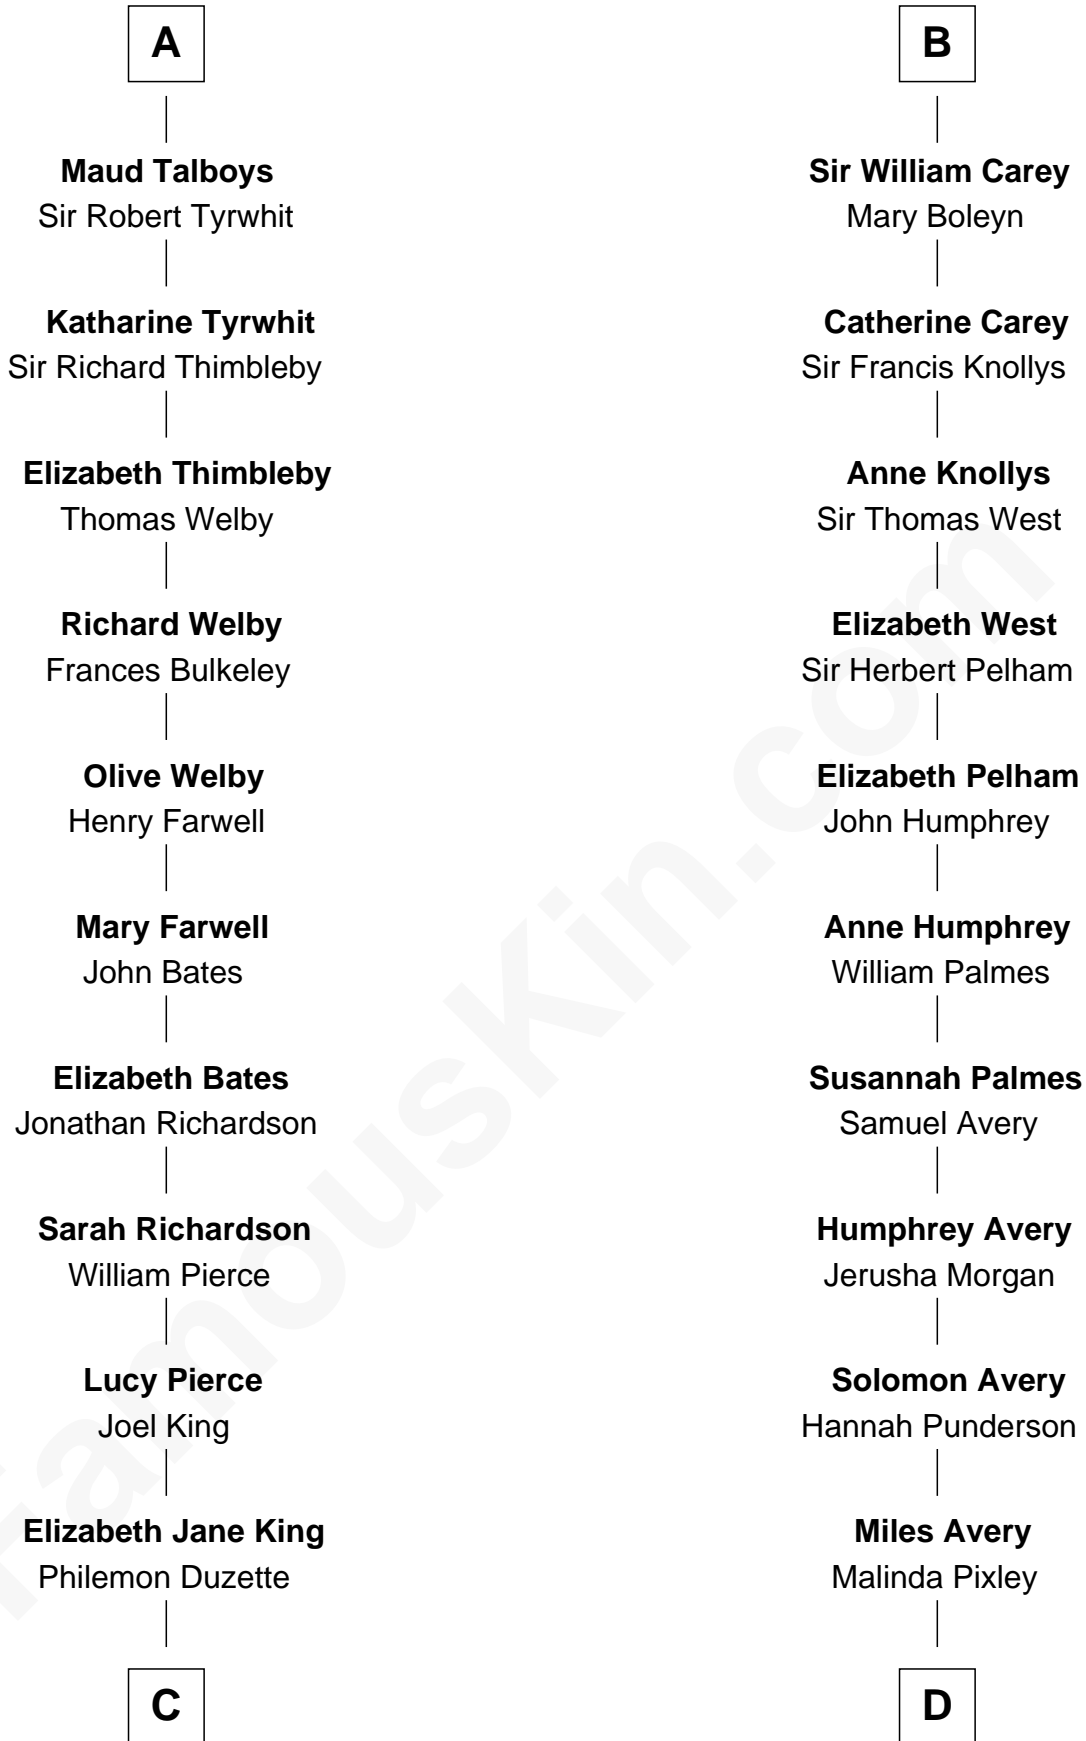 A
Maud Talboys
Sir Robert Tyrwhit
Katharine Tyrwhit
Sir Richard Thimbleby
Elizabeth Thimbleby
Thomas Welby
Richard Welby
Frances Bulkeley
Olive Welby
Henry Farwell
Mary Farwell
John Bates
Elizabeth Bates
Jonathan Richardson
Sarah Richardson
William Pierce
Lucy Pierce
Joel King
Elizabeth Jane King
Philemon Duzette
C
B
Sir William Carey
Mary Boleyn
Catherine Carey
Sir Francis Knollys
Anne Knollys
Sir Thomas West
Elizabeth West
Sir Herbert Pelham
Elizabeth Pelham
John Humphrey
Anne Humphrey
William Palmes
Susannah Palmes
Samuel Avery
Humphrey Avery
Jerusha Morgan
Solomon Avery
Hannah Punderson
Miles Avery
Malinda Pixley
D
FamousKin.com